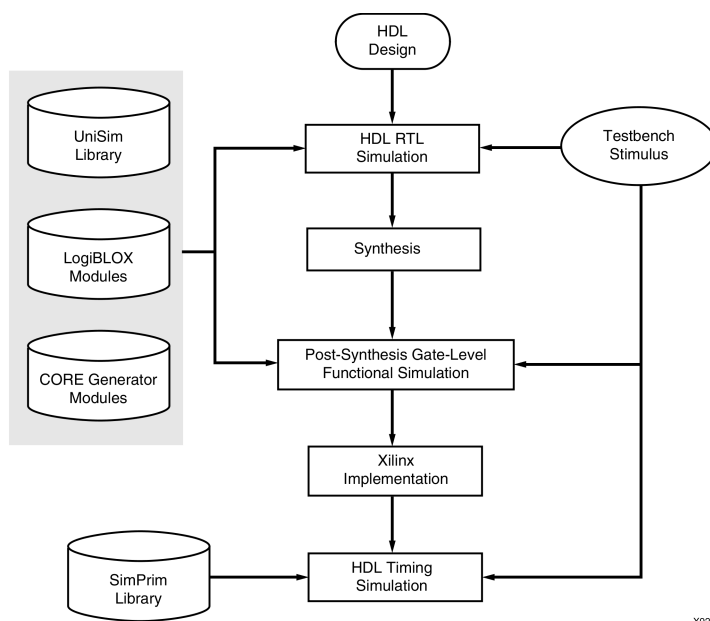 HDL
Design
UniSim
Library
HDL RTL
Simulation
Testbench
Stimulus
LogiBLOX
Modules
Synthesis
CORE Generator
Modules
Post-Synthesis Gate-Level
Functional Simulation
Xilinx
Implementation
SimPrim
Library
HDL Timing
Simulation